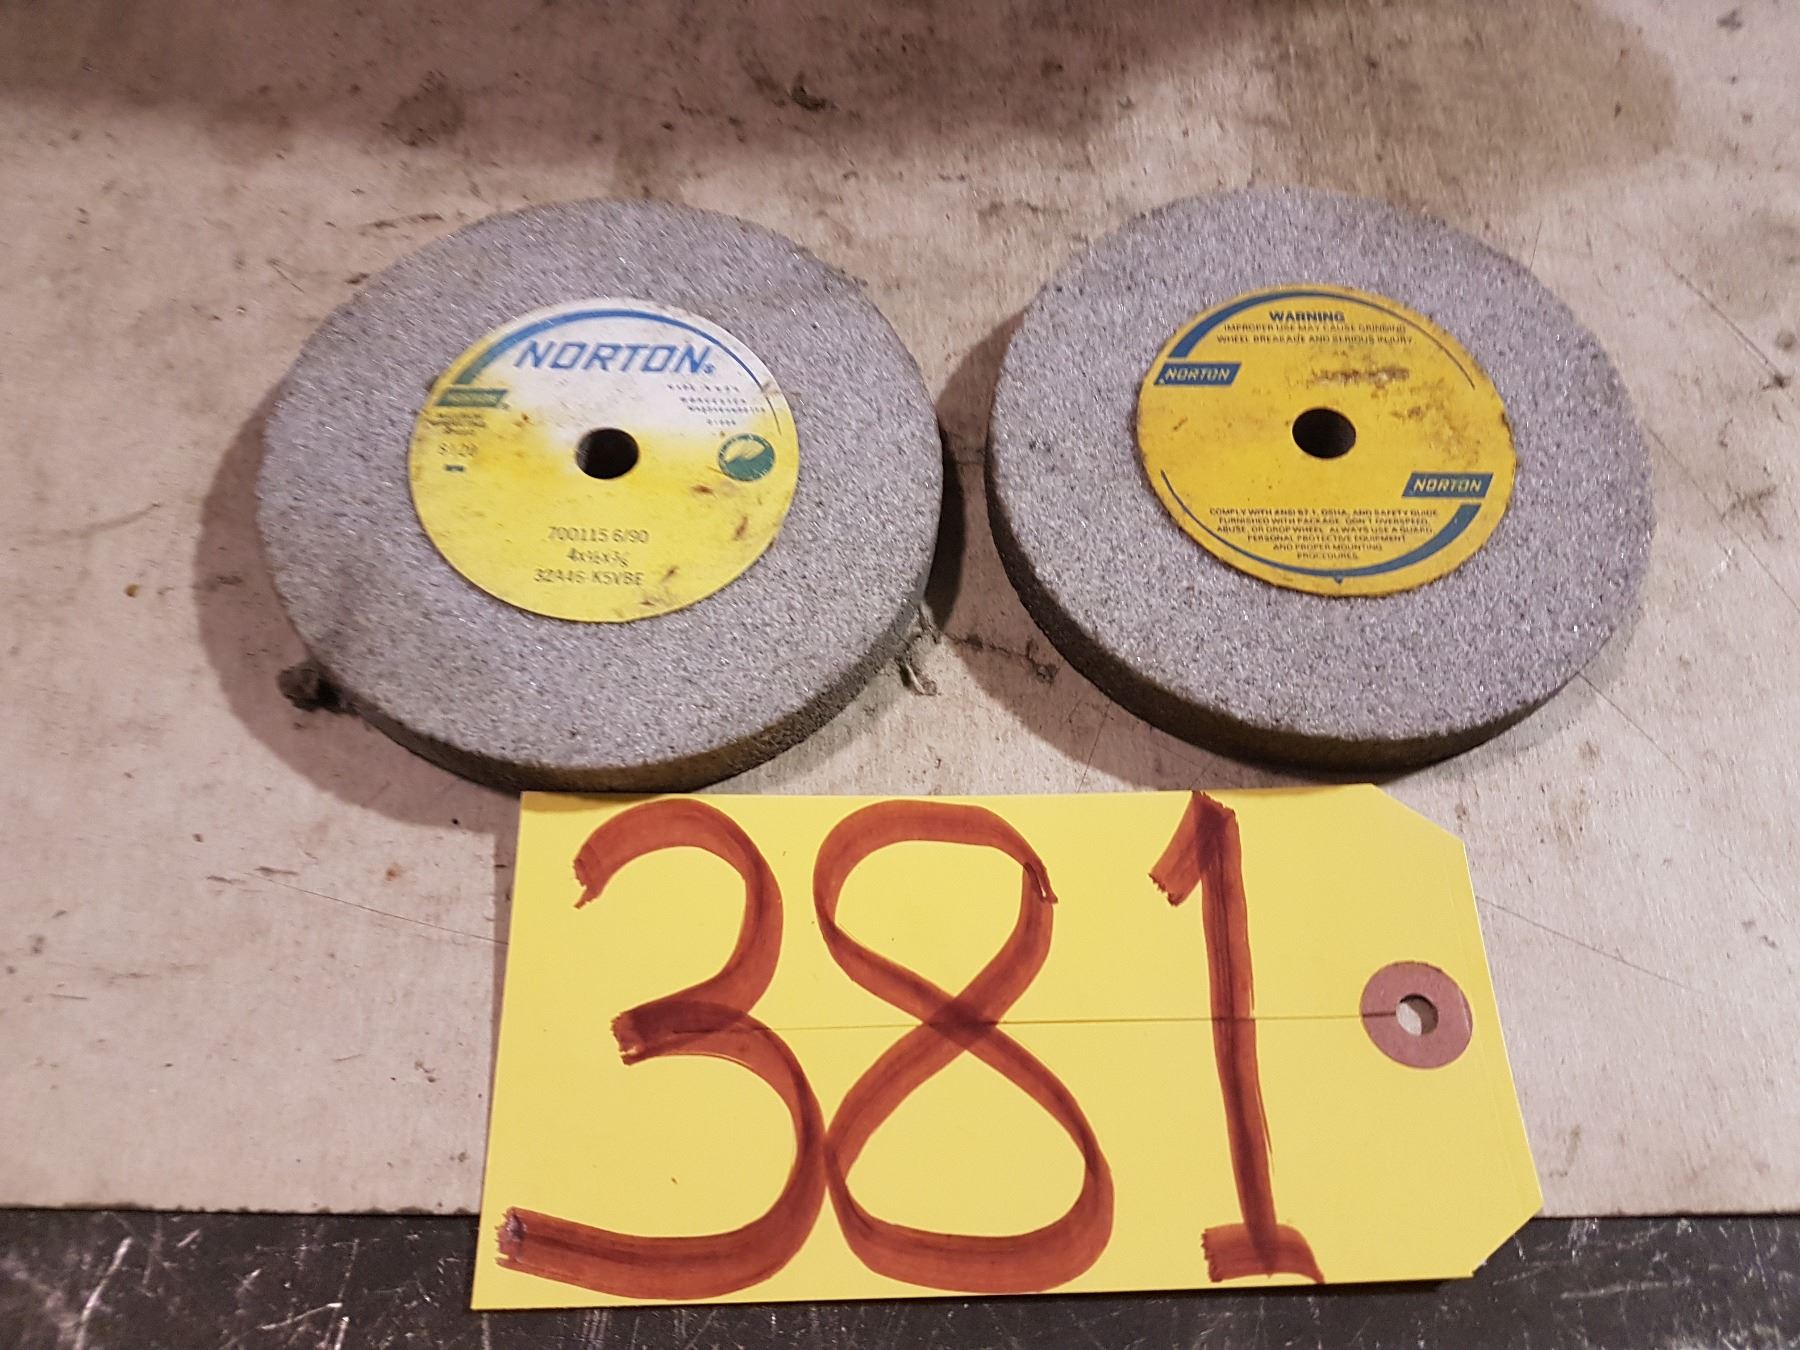 NORTON
NORTON
700115 6/90
4x½x⅜
32A46-K5VBE
WARNING
IMPROPER USE MAY CAUSE GRINDING
WHEEL BREAKAGE AND SERIOUS INJURY
NORTON
NORTON
COMPLY WITH ANSI B7.1, OSHA, AND SAFETY GUIDE
FURNISHED WITH PACKAGE. DON'T OVERSPEED,
ABUSE, OR DROP WHEEL. ALWAYS USE A GUARD,
PERSONAL PROTECTIVE EQUIPMENT
AND PROPER MOUNTING
PROCEDURES.
381